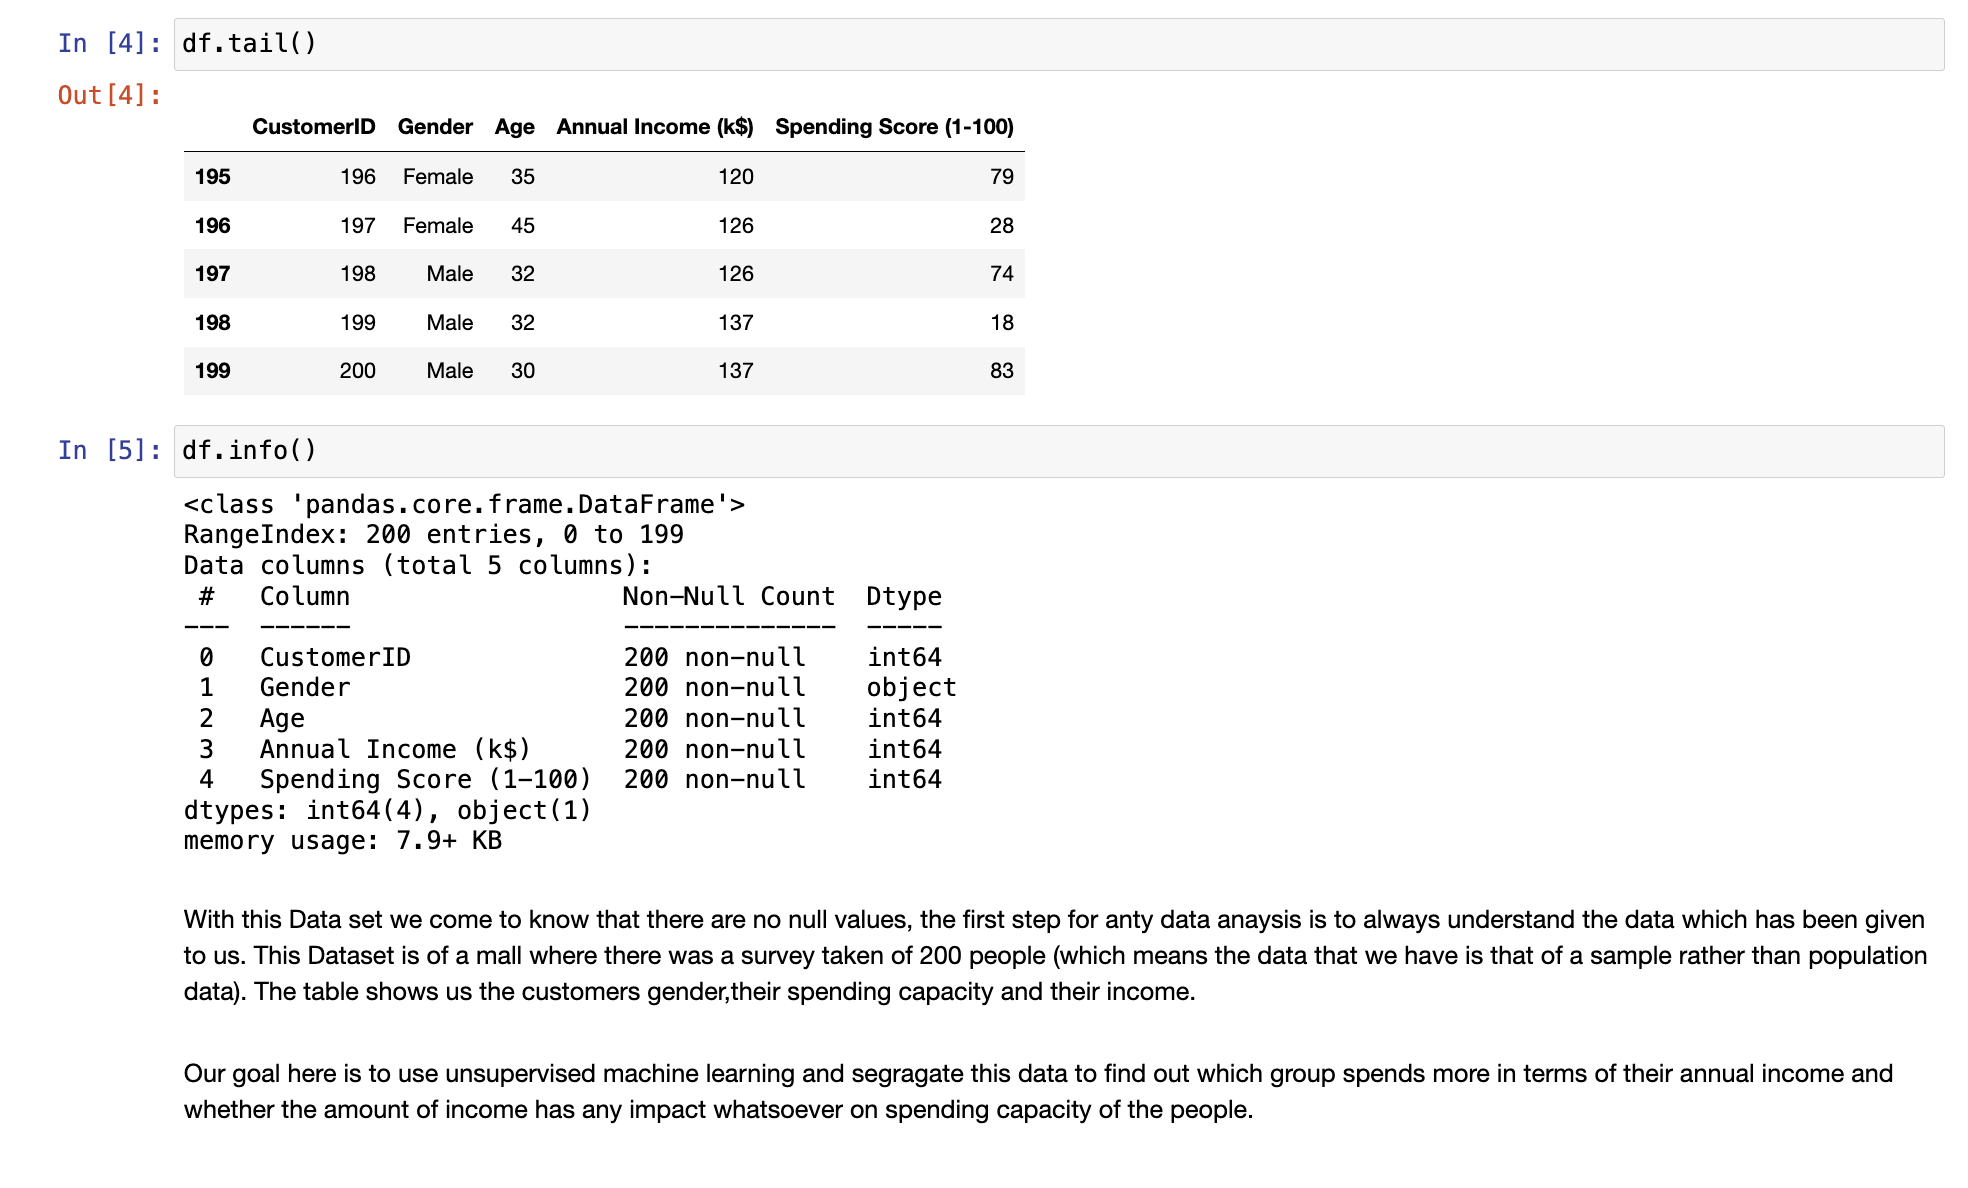 In [4]: df.tail()
Out[4]:
CustomerID Gender Age Annual Income (k$) Spending Score (1-100)
195 196 Female 35 120 79
196 197 Female 45 126 28
197 198 Male 32 126 74
198 199 Male 32 137 18
199 200 Male 30 137 83
In [5]: df.info()
<class 'pandas.core.frame.DataFrame'>
RangeIndex: 200 entries, 0 to 199
Data columns (total 5 columns):
 #   Column                  Non-Null Count  Dtype
---  ------                  --------------  -----
 0   CustomerID              200 non-null    int64
 1   Gender                  200 non-null    object
 2   Age                     200 non-null    int64
 3   Annual Income (k$)      200 non-null    int64
 4   Spending Score (1-100)  200 non-null    int64
dtypes: int64(4), object(1)
memory usage: 7.9+ KB
With this Data set we come to know that there are no null values, the first step for anty data anaysis is to always understand the data which has been given
to us. This Dataset is of a mall where there was a survey taken of 200 people (which means the data that we have is that of a sample rather than population
data). The table shows us the customers gender,their spending capacity and their income.
Our goal here is to use unsupervised machine learning and segragate this data to find out which group spends more in terms of their annual income and
whether the amount of income has any impact whatsoever on spending capacity of the people.